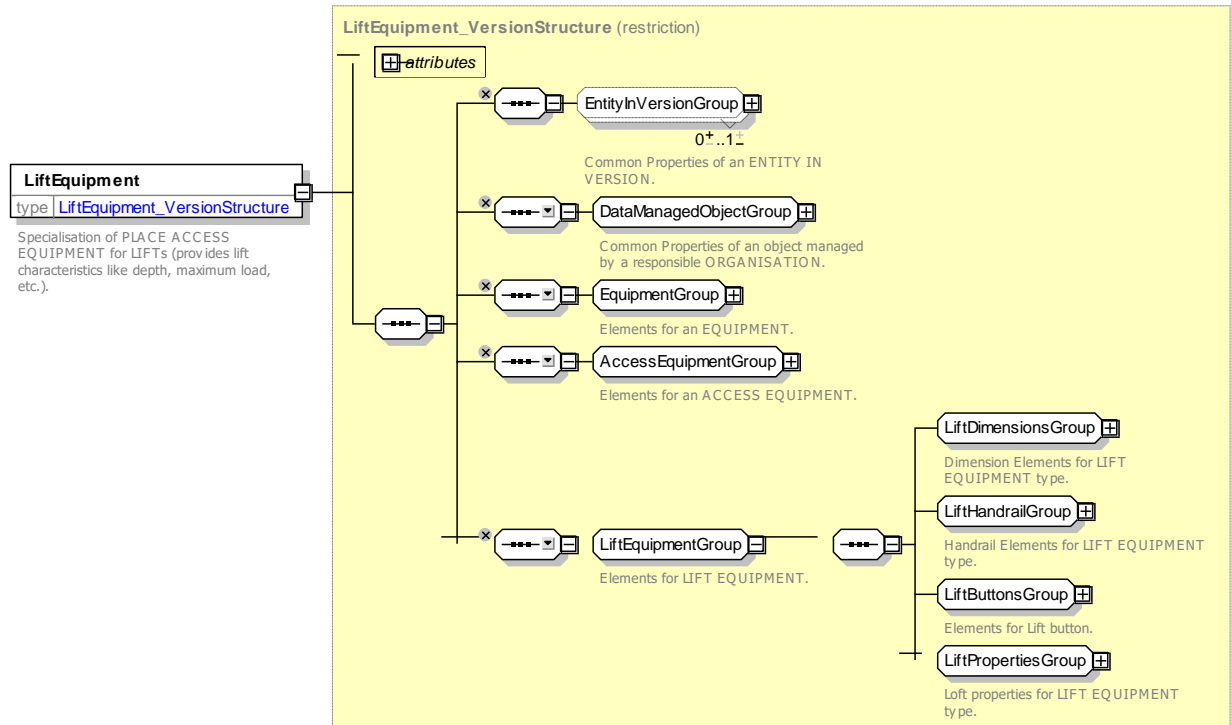 LiftEquipment_VersionStructure (restriction)
attributes
EntityInVersionGroup
0..1
Common Properties of an ENTITY IN
VERSION.
LiftEquipment
type LiftEquipment_VersionStructure
Specialisation of PLACE ACCESS
EQUIPMENT for LIFTs (provides lift
characteristics like depth, maximum load,
etc.).
DataManagedObjectGroup
Common Properties of an object managed
by a responsible ORGANISATION.
EquipmentGroup
Elements for an EQUIPMENT.
AccessEquipmentGroup
Elements for an ACCESS EQUIPMENT.
LiftEquipmentGroup
Elements for LIFT EQUIPMENT.
LiftDimensionsGroup
Dimension Elements for LIFT
EQUIPMENT type.
LiftHandrailGroup
Handrail Elements for LIFT EQUIPMENT
type.
LiftButtonsGroup
Elements for Lift button.
LiftPropertiesGroup
Loft properties for LIFT EQUIPMENT
type.